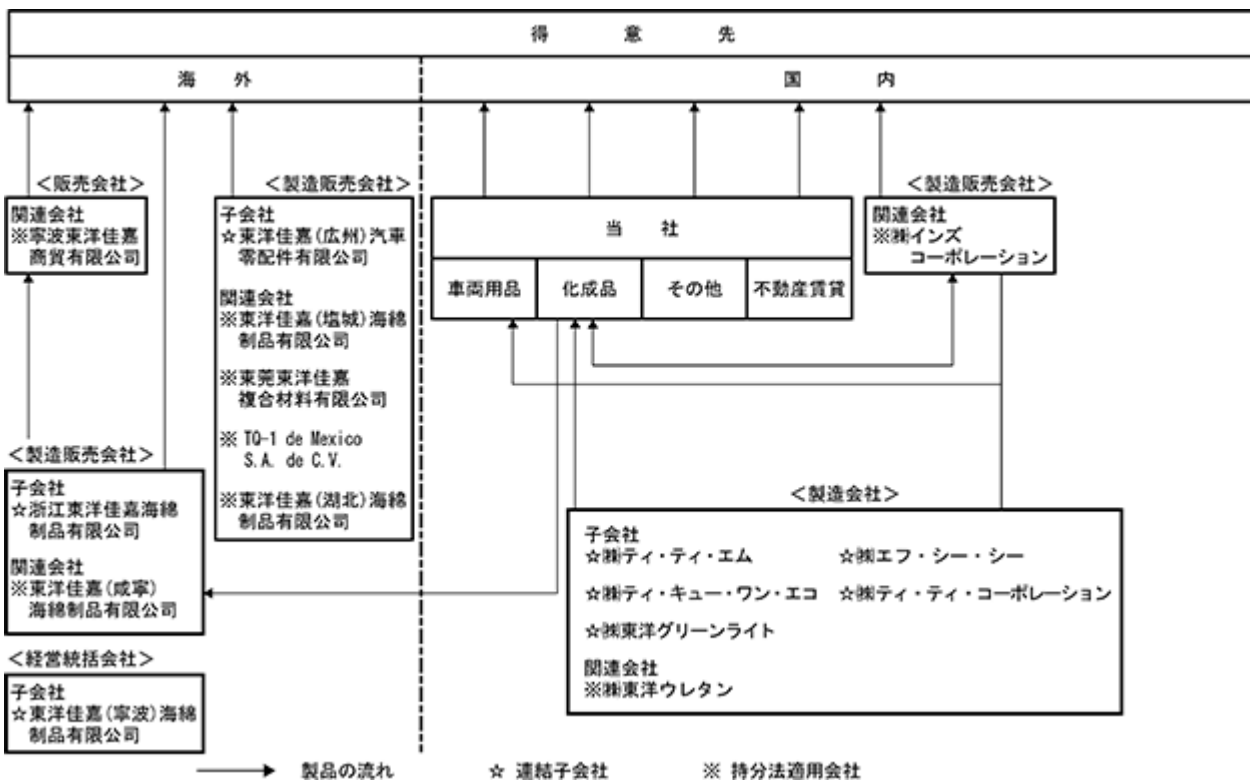 得意先
海外
国内
＜販売会社＞
関連会社
※寧波東洋佳嘉
商貿有限公司
＜製造販売会社＞
子会社
☆東洋佳嘉(広州)汽車
零配件有限公司
関連会社
※東洋佳嘉(塩城)海綿
制品有限公司
※東莞東洋佳嘉
複合材料有限公司
※ TQ-1 de Mexico
S.A. de C.V.
※東洋佳嘉(湖北)海綿
制品有限公司
当社
車両用品
化成品
その他
不動産賃貸
＜製造販売会社＞
関連会社
※㈱インズ
コーポレーション
＜製造販売会社＞
子会社
☆浙江東洋佳嘉海綿
制品有限公司
関連会社
※東洋佳嘉(咸寧)
海綿制品有限公司
＜経営統括会社＞
子会社
☆東洋佳嘉(寧波)海綿
制品有限公司
＜製造会社＞
子会社
☆㈱ティ・ティ・エム　☆㈱エフ・シー・シー
☆㈱ティ・キュー・ワン・エコ　☆㈱ティ・ティ・コーポレーション
☆㈱東洋グリーンライト
関連会社
※㈱東洋ウレタン
製品の流れ　☆ 連結子会社　※ 持分法適用会社